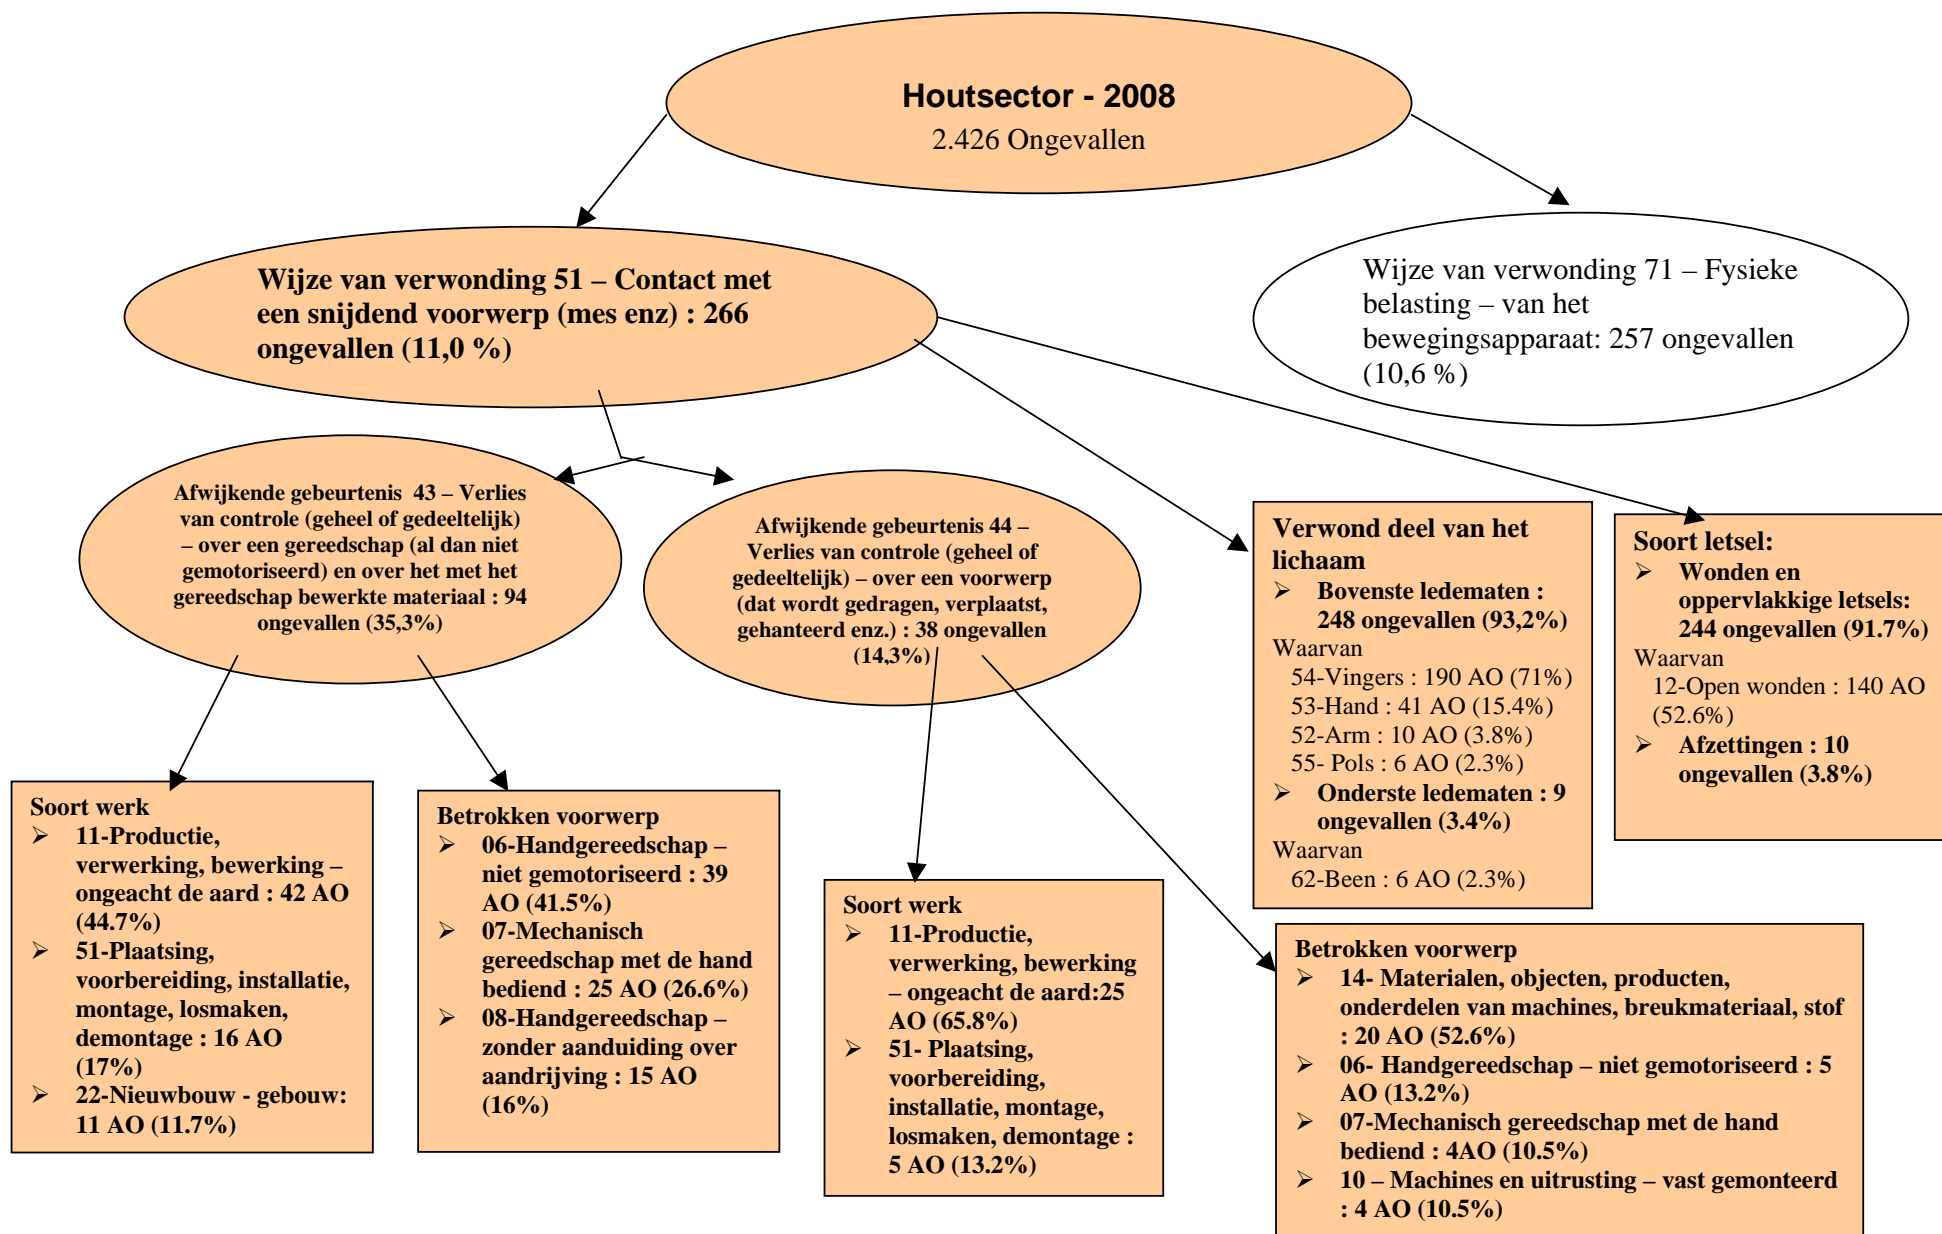 Houtsector - 2008
2.426 Ongevallen
Wijze van verwonding 51 – Contact met
een snijdend voorwerp (mes enz) : 266
ongevallen (11,0 %)
Wijze van verwonding 71 – Fysieke
belasting – van het
bewegingsapparaat: 257 ongevallen
(10,6 %)
Afwijkende gebeurtenis  43 – Verlies
van controle (geheel of gedeeltelijk)
– over een gereedschap (al dan niet
gemotoriseerd) en over het met het
gereedschap bewerkte materiaal : 94
ongevallen (35,3%)
Afwijkende gebeurtenis 44 –
Verlies van controle (geheel of
gedeeltelijk) – over een voorwerp
(dat wordt gedragen, verplaatst,
gehanteerd enz.) : 38 ongevallen
(14,3%)
Verwond deel van het
lichaam
➢ Bovenste ledematen :
248 ongevallen (93,2%)
Waarvan
54-Vingers : 190 AO (71%)
53-Hand : 41 AO (15.4%)
52-Arm : 10 AO (3.8%)
55- Pols : 6 AO (2.3%)
➢ Onderste ledematen : 9
ongevallen (3.4%)
Waarvan
62-Been : 6 AO (2.3%)
Soort letsel:
➢ Wonden en
oppervlakkige letsels:
244 ongevallen (91.7%)
Waarvan
12-Open wonden : 140 AO
(52.6%)
➢ Afzettingen : 10
ongevallen (3.8%)
Soort werk
➢ 11-Productie,
verwerking, bewerking –
ongeacht de aard : 42 AO
(44.7%)
➢ 51-Plaatsing,
voorbereiding, installatie,
montage, losmaken,
demontage : 16 AO
(17%)
➢ 22-Nieuwbouw - gebouw:
11 AO (11.7%)
Betrokken voorwerp
➢ 06-Handgereedschap –
niet gemotoriseerd : 39
AO (41.5%)
➢ 07-Mechanisch
gereedschap met de hand
bediend : 25 AO (26.6%)
➢ 08-Handgereedschap –
zonder aanduiding over
aandrijving : 15 AO
(16%)
Soort werk
➢ 11-Productie,
verwerking, bewerking
– ongeacht de aard:25
AO (65.8%)
➢ 51- Plaatsing,
voorbereiding,
installatie, montage,
losmaken, demontage :
5 AO (13.2%)
Betrokken voorwerp
➢ 14- Materialen, objecten, producten,
onderdelen van machines, breukmateriaal, stof
: 20 AO (52.6%)
➢ 06- Handgereedschap – niet gemotoriseerd : 5
AO (13.2%)
➢ 07-Mechanisch gereedschap met de hand
bediend : 4AO (10.5%)
➢ 10 – Machines en uitrusting – vast gemonteerd
: 4 AO (10.5%)